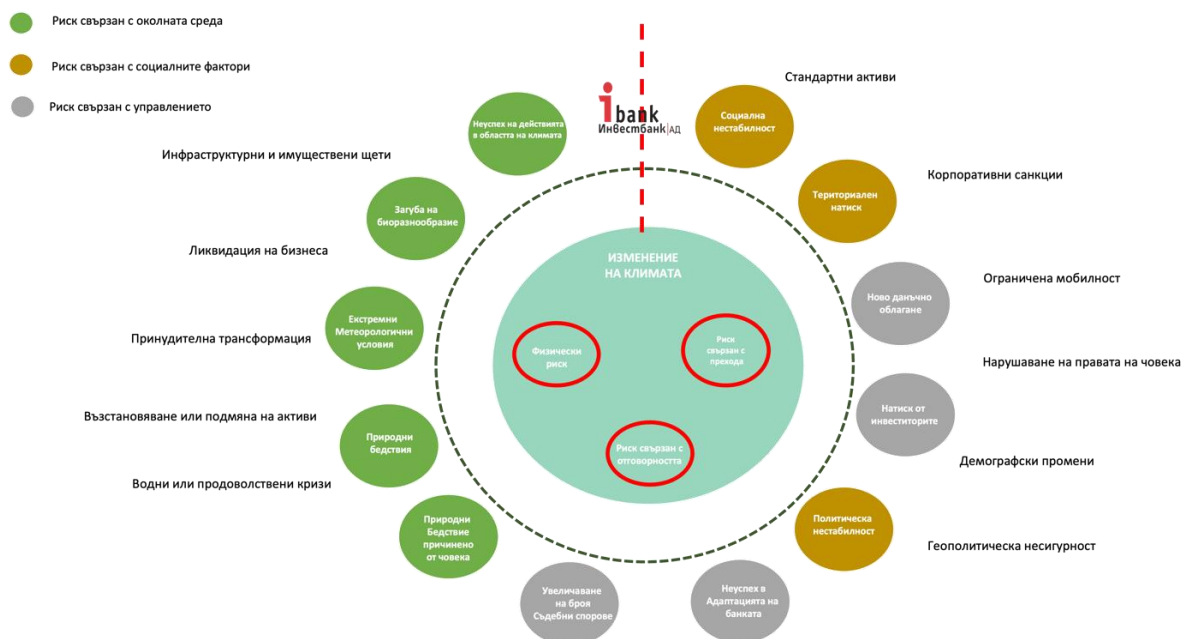 Риск свързан с околната среда
Риск свързан с социалните фактори
Риск свързан с управлението
ibank
Инвестбанк|АД
Стандартни активи
Неуспех на действията
в областта на климата
Социална
нестабилност
Инфраструктурни и имуществени щети
Корпоративни санкции
Загуба на
биоразнообразие
Териториален
натиск
Ликвидация на бизнеса
ИЗМЕНЕНИЕ
НА КЛИМАТА
Ограничена мобилност
Ново данъчно
облагане
Екстремни
Метеорологични
условия
Принудителна трансформация
Физически
риск
Риск
свързан с
прехода
Нарушаване на правата на човека
Възстановяване или подмяна на активи
Натиск от
инвеститорите
Природни
бедствия
Риск свързан с
отговорността
Демографски промени
Водни или продоволствени кризи
Природни
Бедствие
причинено
от човека
Политическа
нестабилност
Геополитическа несигурност
Увеличаване
на броя
Съдебни спорове
Неуспех в
Адаптацията на
банката